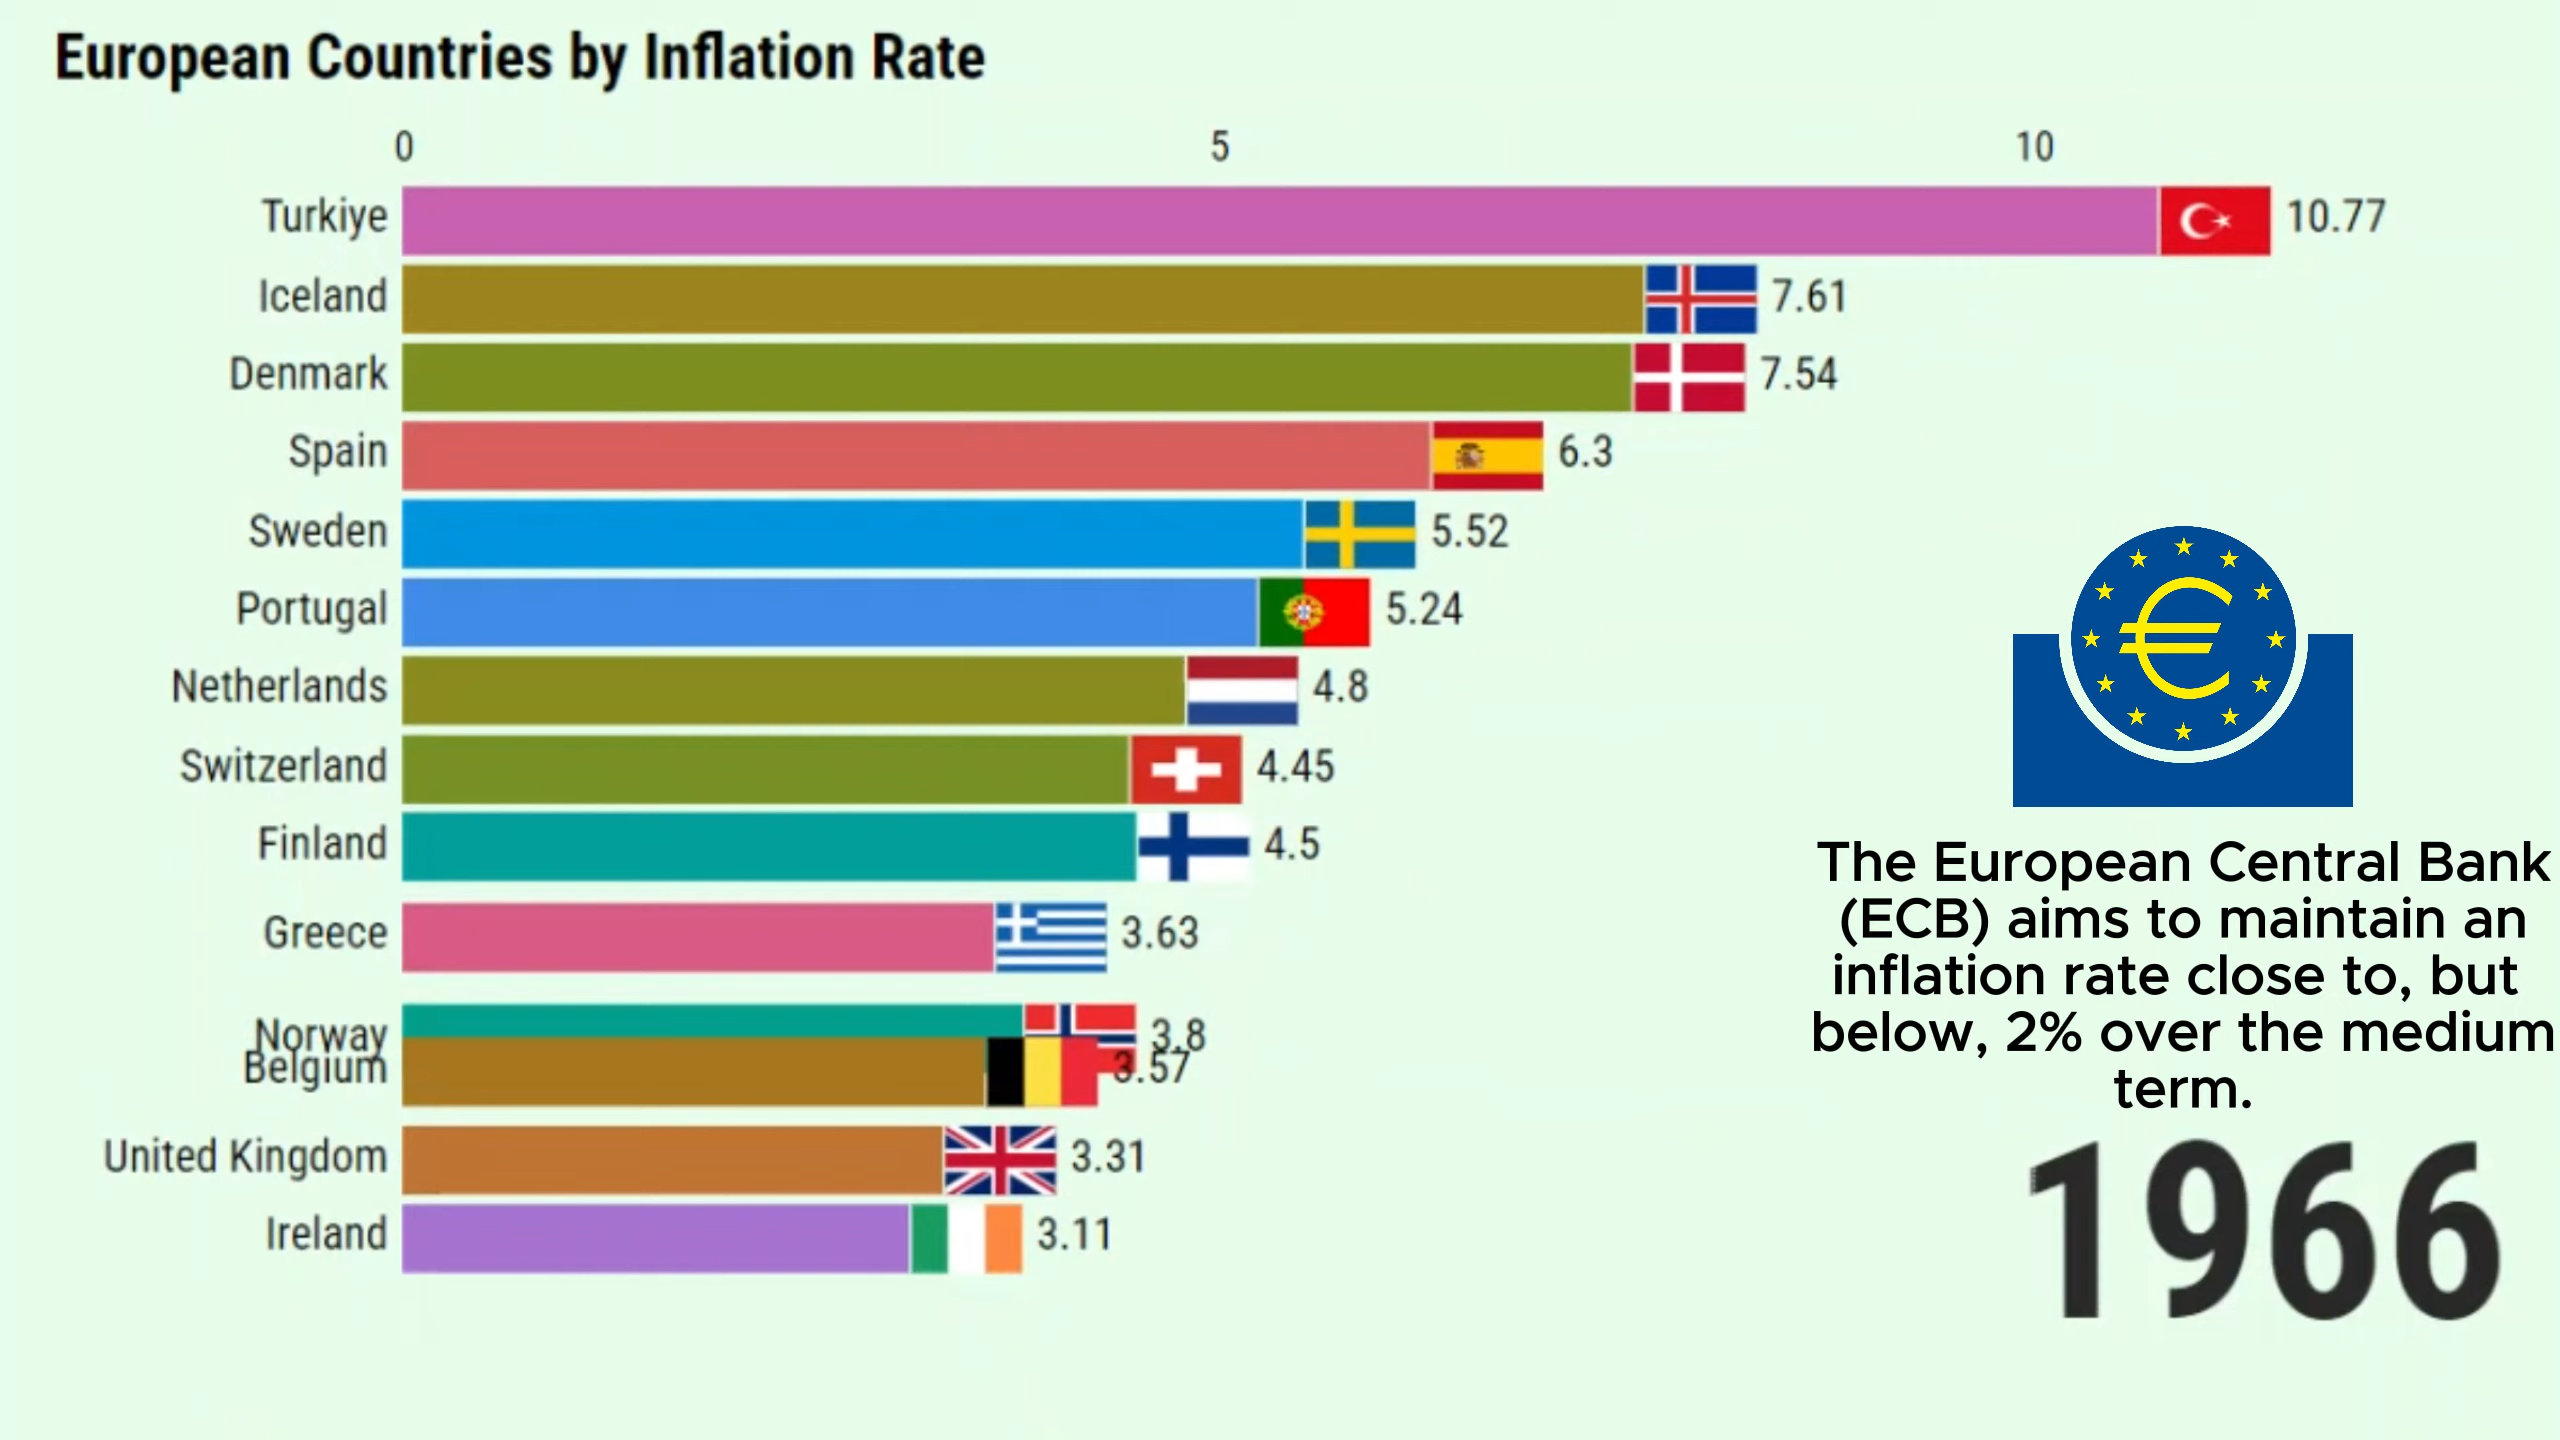 European Countries by Inflation Rate
0 5 10
Turkiye 10.77
Iceland 7.61
Denmark 7.54
Spain 6.3
Sweden 5.52
Portugal 5.24
Netherlands 4.8
Switzerland 4.45
Finland 4.5
Greece 3.63
Norway 3.8
Belgium 3.57
United Kingdom 3.31
Ireland 3.11
€
The European Central Bank
(ECB) aims to maintain an
inflation rate close to, but
below, 2% over the medium
term.
1966